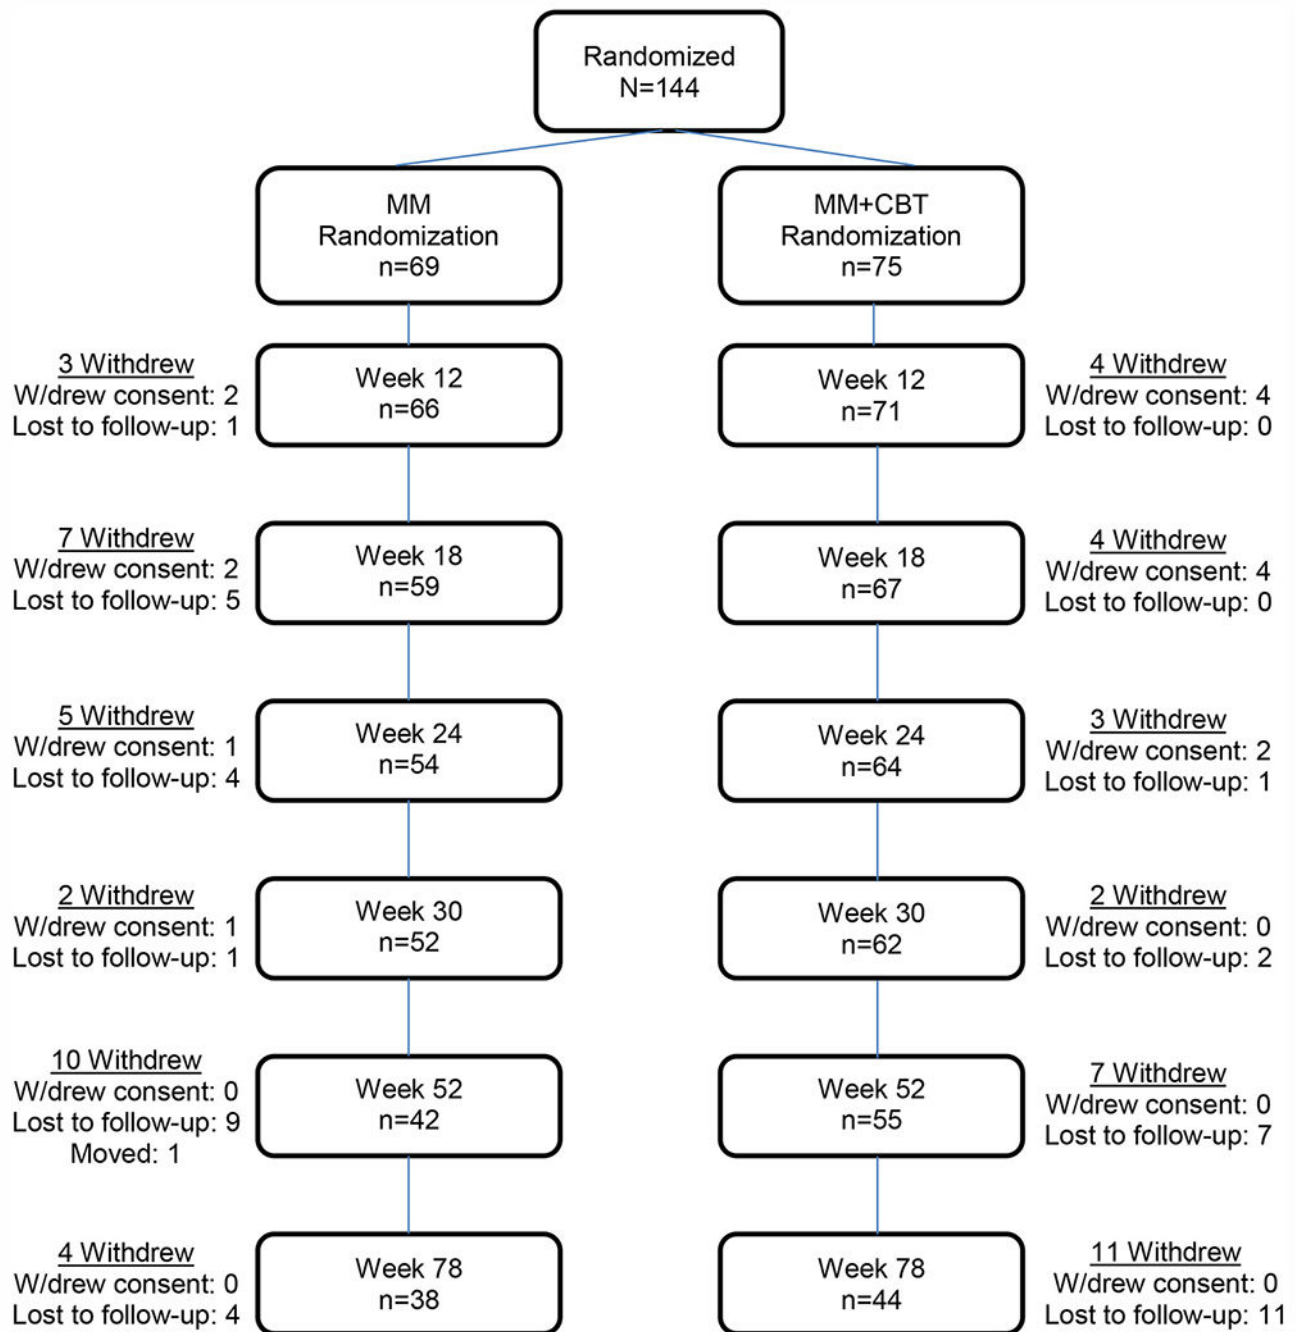 Randomized
N=144
MM
Randomization
n=69
MM+CBT
Randomization
n=75
3 Withdrew
W/drew consent: 2
Lost to follow-up: 1
Week 12
n=66
Week 12
n=71
4 Withdrew
W/drew consent: 4
Lost to follow-up: 0
7 Withdrew
W/drew consent: 2
Lost to follow-up: 5
Week 18
n=59
Week 18
n=67
4 Withdrew
W/drew consent: 4
Lost to follow-up: 0
5 Withdrew
W/drew consent: 1
Lost to follow-up: 4
Week 24
n=54
Week 24
n=64
3 Withdrew
W/drew consent: 2
Lost to follow-up: 1
2 Withdrew
W/drew consent: 1
Lost to follow-up: 1
Week 30
n=52
Week 30
n=62
2 Withdrew
W/drew consent: 0
Lost to follow-up: 2
10 Withdrew
W/drew consent: 0
Lost to follow-up: 9
Moved: 1
Week 52
n=42
Week 52
n=55
7 Withdrew
W/drew consent: 0
Lost to follow-up: 7
4 Withdrew
W/drew consent: 0
Lost to follow-up: 4
Week 78
n=38
Week 78
n=44
11 Withdrew
W/drew consent: 0
Lost to follow-up: 11